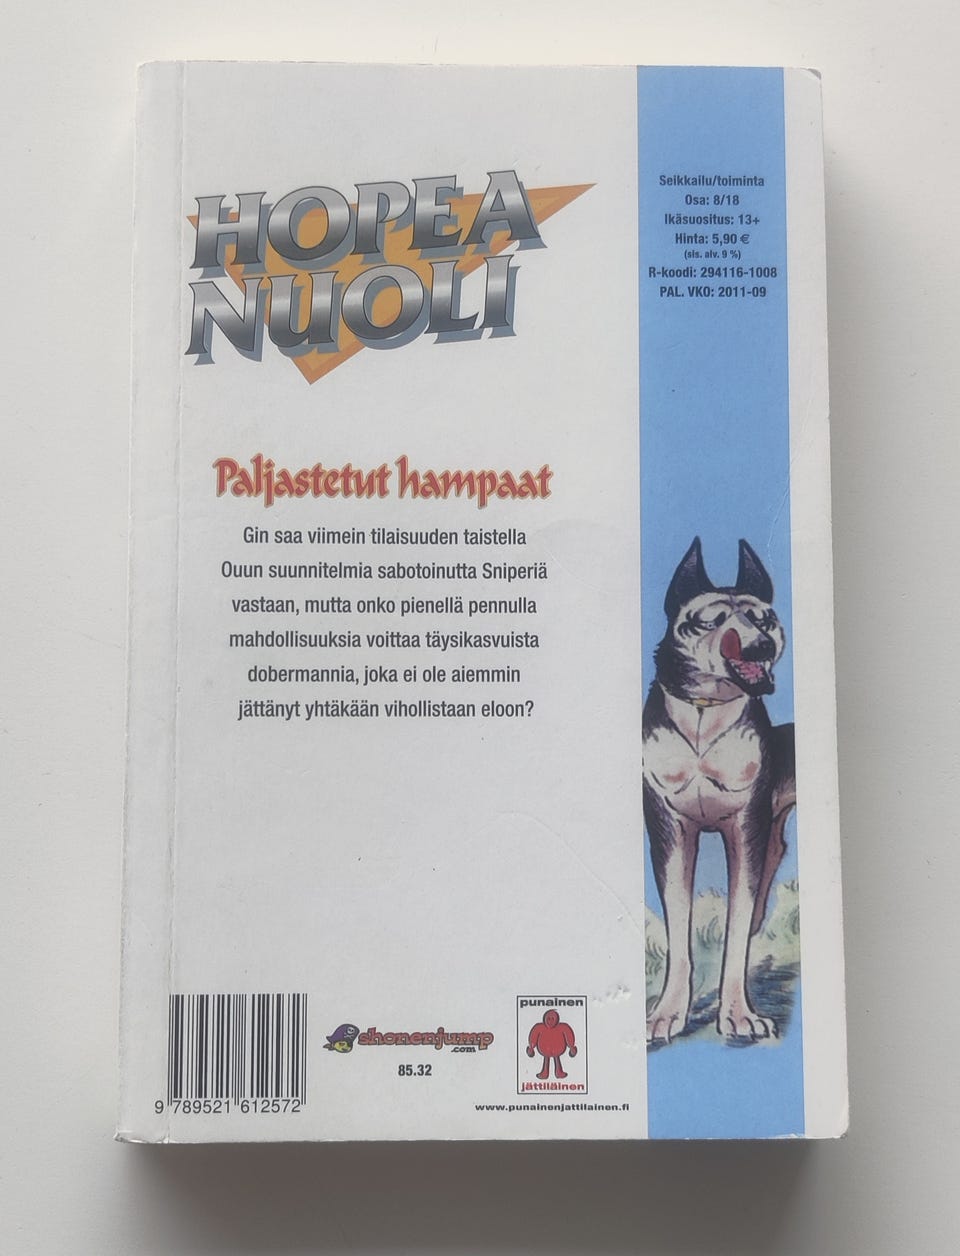 HOPEA
NUOLI
Seikkailu/toiminta
Osa: 8/18
Ikäsuositus: 13+
Hinta: 5,90 €
(sis. alv. 9 %)
R-koodi: 294116-1008
PAL. VKO: 2011-09
Paljastetut hampaat
Gin saa viimein tilaisuuden taistella
Ouun suunnitelmia sabotoinutta Sniperiä
vastaan, mutta onko pienellä pennulla
mahdollisuuksia voittaa täysikasvuista
dobermannia, joka ei ole aiemmin
jättänyt yhtäkään vihollistaan eloon?
9 789521 612572
shonenjump
.com
85.32
punainen
jättiläinen
www.punainenjattilainen.fi